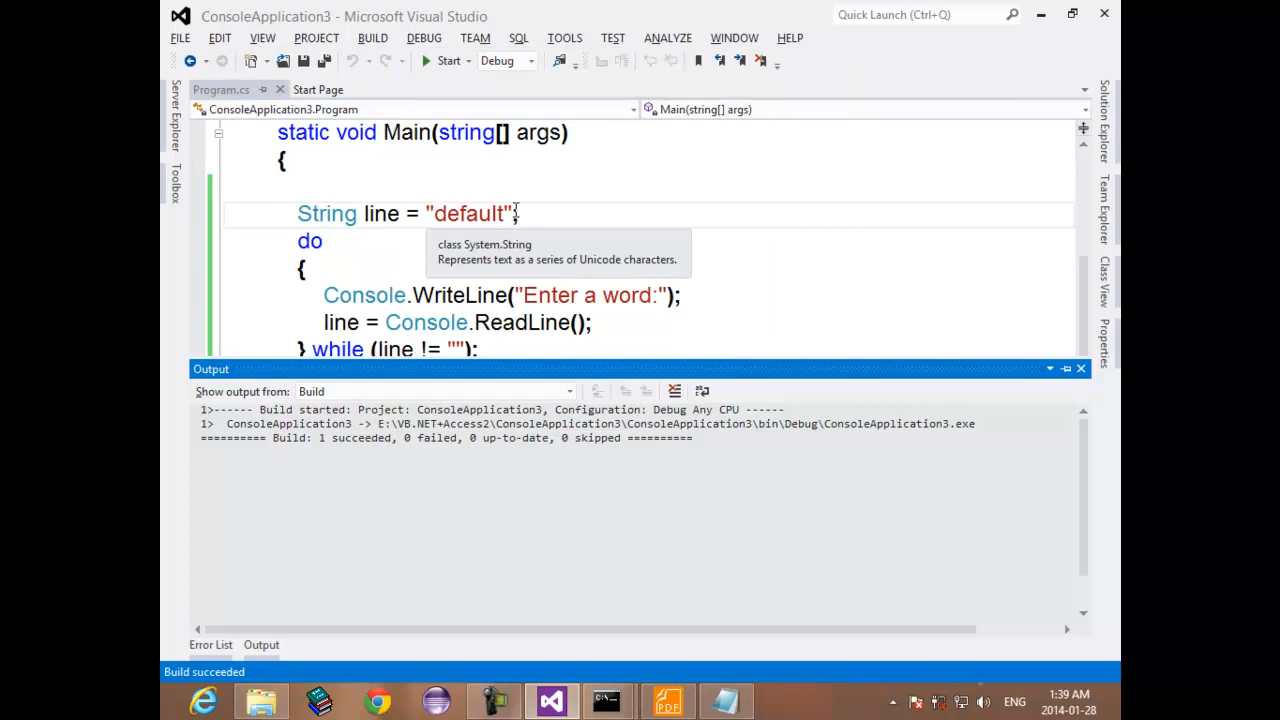 ConsoleApplication3 - Microsoft Visual Studio
Quick Launch (Ctrl+Q)
FILE EDIT VIEW PROJECT BUILD DEBUG TEAM SQL TOOLS TEST ANALYZE WINDOW HELP
Start Debug
Program.cs Start Page
ConsoleApplication3.Program Main(string[] args)
Server Explorer
Toolbox
Solution Explorer
Team Explorer
Class View
Properties
static void Main(string[] args)
{
String line = "default";
class System.String
Represents text as a series of Unicode characters.
do
{
Console.WriteLine("Enter a word:");
line = Console.ReadLine();
} while (line != "");
Output
Show output from: Build
1>------ Build started: Project: ConsoleApplication3, Configuration: Debug Any CPU ------
1> ConsoleApplication3 -> E:\VB.NET+Access2\ConsoleApplication3\ConsoleApplication3\bin\Debug\ConsoleApplication3.exe
========== Build: 1 succeeded, 0 failed, 0 up-to-date, 0 skipped ==========
Error List Output
Build succeeded
PDF
ENG
1:39 AM
2014-01-28